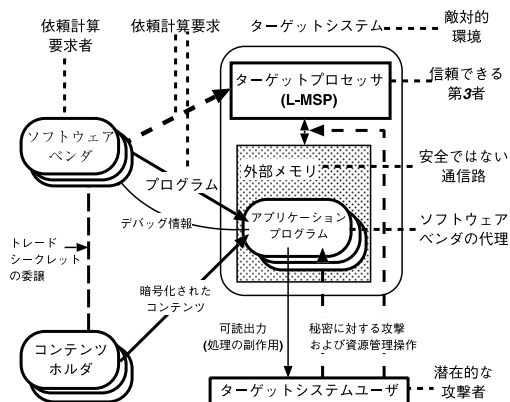 依頼計算
要求者
依頼計算要求
ターゲットシステム
敵対的
環境
ターゲットプロセッサ
(L-MSP)
信頼できる
第3者
ソフトウェア
ベンダ
プログラム
外部メモリ
安全ではない
通信路
デバッグ情報
アプリケーション
プログラム
ソフトウェア
ベンダの代理
トレード
シークレット
の委譲
暗号化された
コンテンツ
可読出力
(処理の副作用)
秘密に対する攻撃
および資源管理操作
コンテンツ
ホルダ
ターゲットシステムユーザ
潜在的な
攻撃者